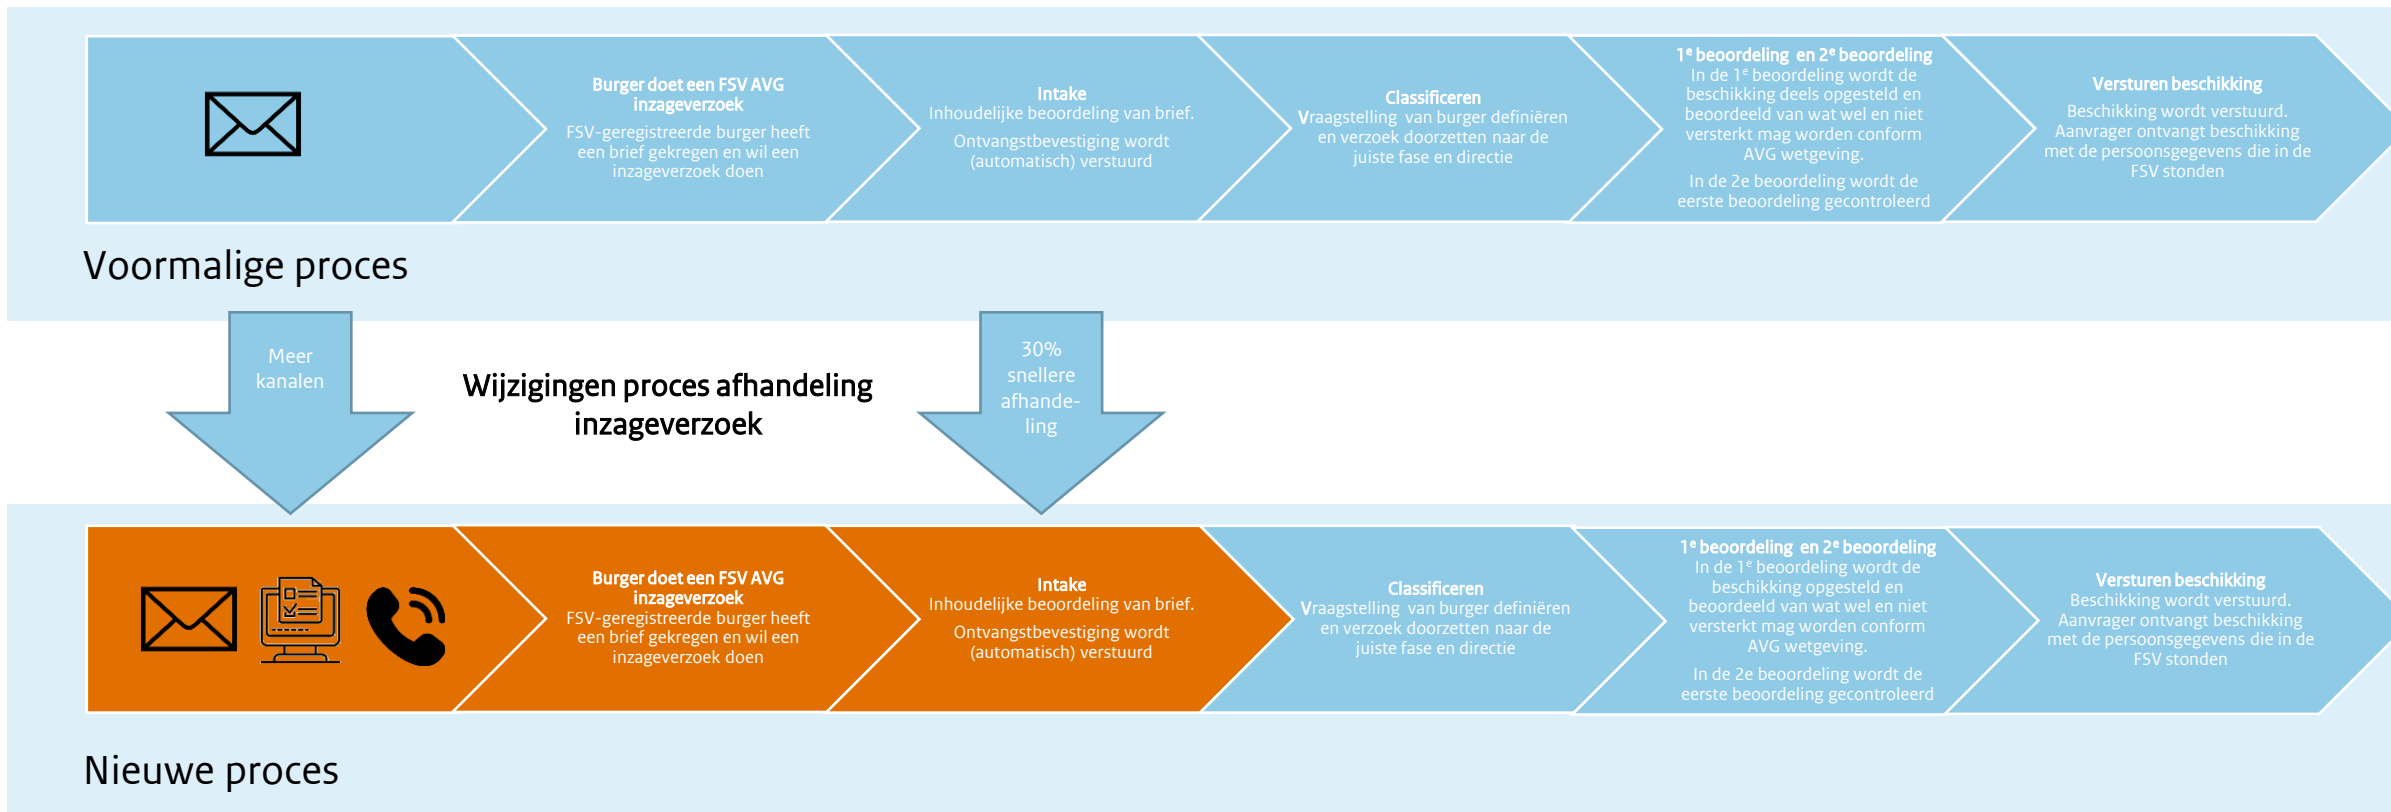 Burger doet een FSV AVG
inzageverzoek
FSV-geregistreerde burger heeft
een brief gekregen en wil een
inzageverzoek doen
Intake
Inhoudelijke beoordeling van brief.
Ontvangstbevestiging wordt
(automatisch) verstuurd
Classificeren
Vraagstelling van burger definiëren
en verzoek doorzetten naar de
juiste fase en directie
1e beoordeling en 2e beoordeling
In de 1e beoordeling wordt de
beschikking deels opgesteld en
beoordeeld van wat wel en niet
versterkt mag worden conform
AVG wetgeving.
In de 2e beoordeling wordt de
eerste beoordeling gecontroleerd
Versturen beschikking
Beschikking wordt verstuurd.
Aanvrager ontvangt beschikking
met de persoonsgegevens die in de
FSV stonden
Voormalige proces
Meer
kanalen
Wijzigingen proces afhandeling
inzageverzoek
30%
snellere
afhande-
ling
Burger doet een FSV AVG
inzageverzoek
FSV-geregistreerde burger heeft
een brief gekregen en wil een
inzageverzoek doen
Intake
Inhoudelijke beoordeling van brief.
Ontvangstbevestiging wordt
(automatisch) verstuurd
Classificeren
Vraagstelling van burger definiëren
en verzoek doorzetten naar de
juiste fase en directie
1e beoordeling en 2e beoordeling
In de 1e beoordeling wordt de
beschikking opgesteld en
beoordeeld van wat wel en niet
versterkt mag worden conform
AVG wetgeving.
In de 2e beoordeling wordt de
eerste beoordeling gecontroleerd
Versturen beschikking
Beschikking wordt verstuurd.
Aanvrager ontvangt beschikking
met de persoonsgegevens die in de
FSV stonden
Nieuwe proces